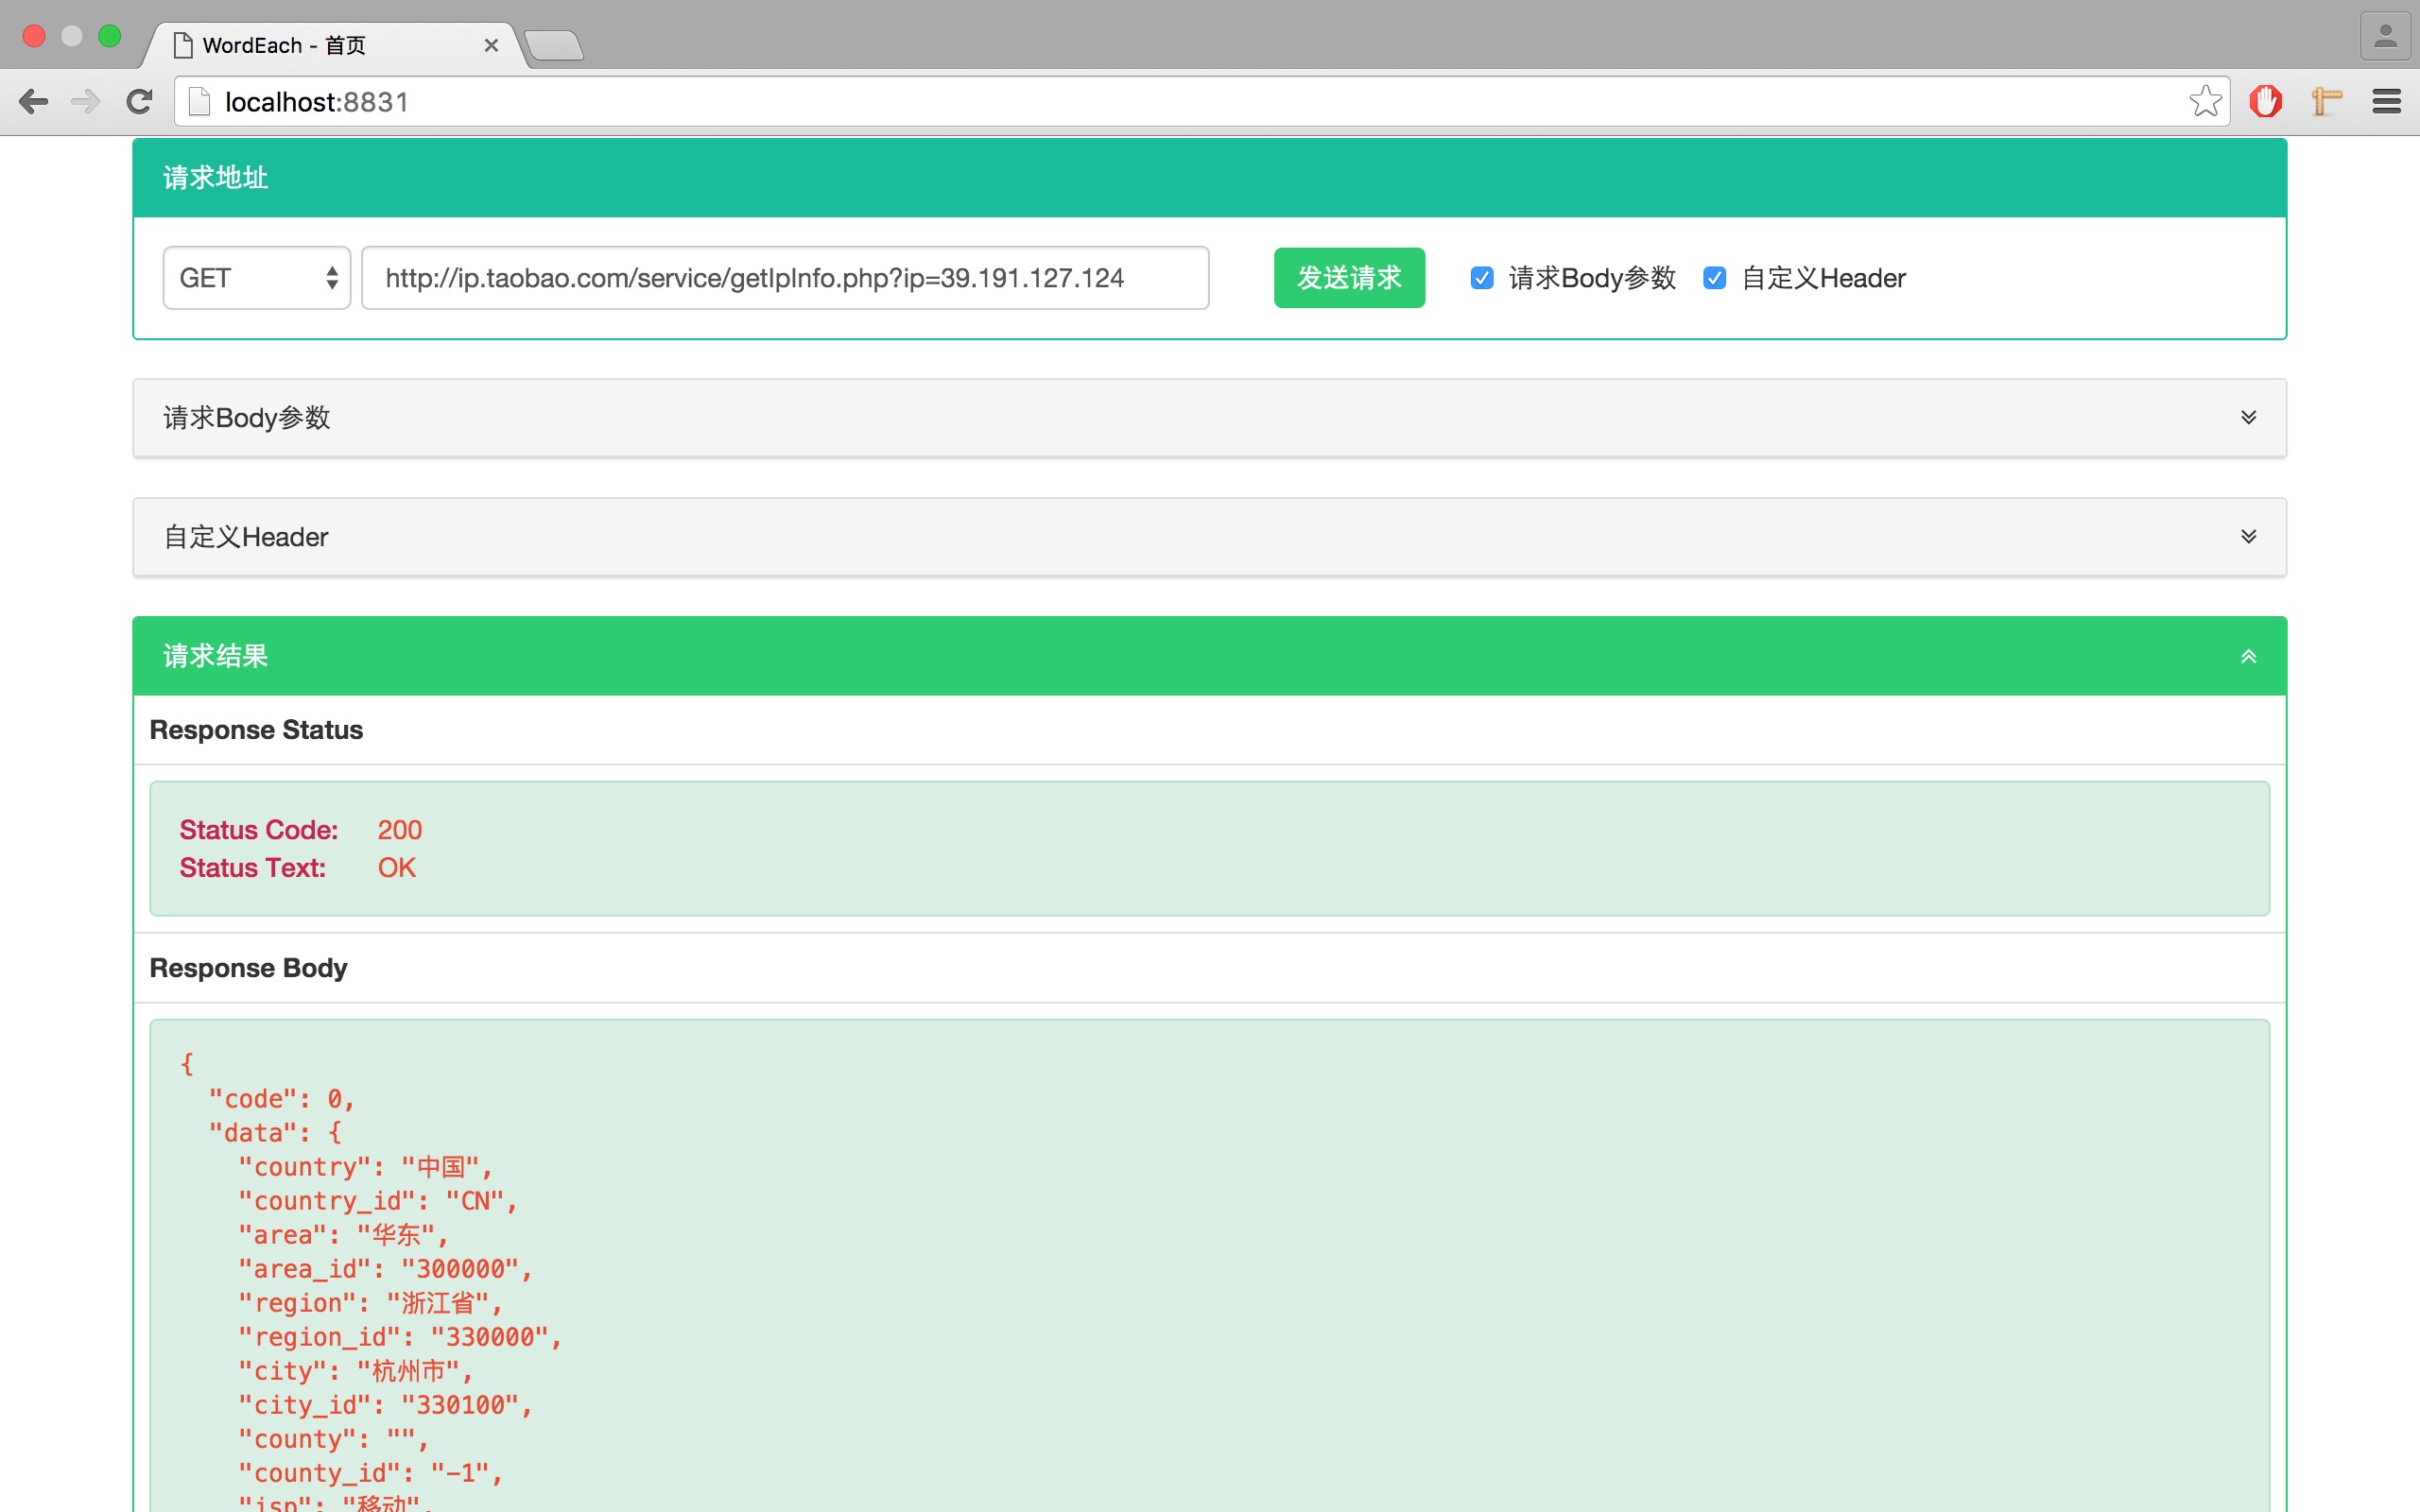 WordEach - 首页
localhost:8831
请求地址
GET http://ip.taobao.com/service/getIpInfo.php?ip=39.191.127.124 发送请求 请求Body参数 自定义Header
请求Body参数
自定义Header
请求结果
Response Status
Status Code: 200
Status Text: OK
Response Body
{
"code": 0,
"data": {
"country": "中国",
"country_id": "CN",
"area": "华东",
"area_id": "300000",
"region": "浙江省",
"region_id": "330000",
"city": "杭州市",
"city_id": "330100",
"county": "",
"county_id": "-1",
"isp": "移动",